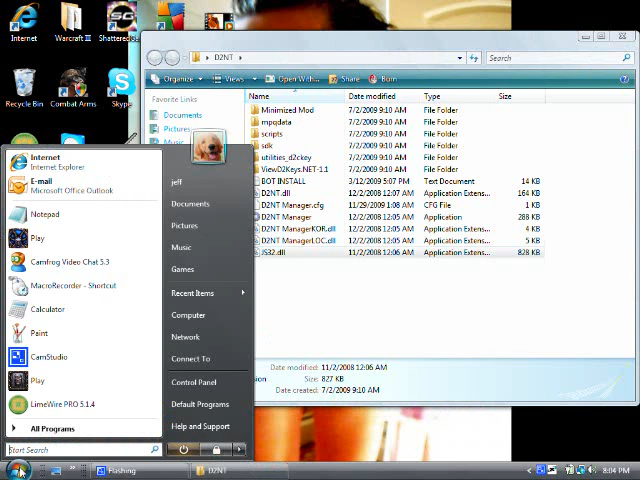 Internet
Warcraft III
Recycle Bin
Combat Arms
Skype
D2NT
Search
Organize
Views
Open With...
Share
Burn
Favorite Links
Documents
Pictures
Music
Name Date modified Type Size
Minimized Mod 7/2/2009 9:10 AM File Folder
mpqdata 7/2/2009 9:10 AM File Folder
scripts 7/2/2009 9:10 AM File Folder
sdk 7/2/2009 9:10 AM File Folder
utilities_d2ckey 7/2/2009 9:10 AM File Folder
ViewD2Keys.NET-1.1 7/2/2009 9:10 AM File Folder
BOT INSTALL 3/12/2009 5:07 PM Text Document 14 KB
D2NT.dll 12/2/2008 12:07 AM Application Extens... 164 KB
D2NT Manager.cfg 11/29/2009 1:08 AM CFG File 1 KB
D2NT Manager 12/2/2008 12:05 AM Application 288 KB
D2NT ManagerKOR.dll 12/2/2008 12:05 AM Application Extens... 4 KB
D2NT ManagerLOC.dll 12/2/2008 12:05 AM Application Extens... 5 KB
JS32.dll 11/2/2008 12:06 AM Application Extens... 828 KB
Date modified: 11/2/2008 12:06 AM
Size: 827 KB
Date created: 7/2/2009 9:10 AM
Internet
Internet Explorer
E-mail
Microsoft Office Outlook
Notepad
Play
Camfrog Video Chat 5.3
MacroRecorder - Shortcut
Calculator
Paint
CamStudio
Play
LimeWire PRO 5.1.4
All Programs
Start Search
jeff
Documents
Pictures
Music
Games
Recent Items
Computer
Network
Connect To
Control Panel
Default Programs
Help and Support
Flashing
D2NT
8:04 PM